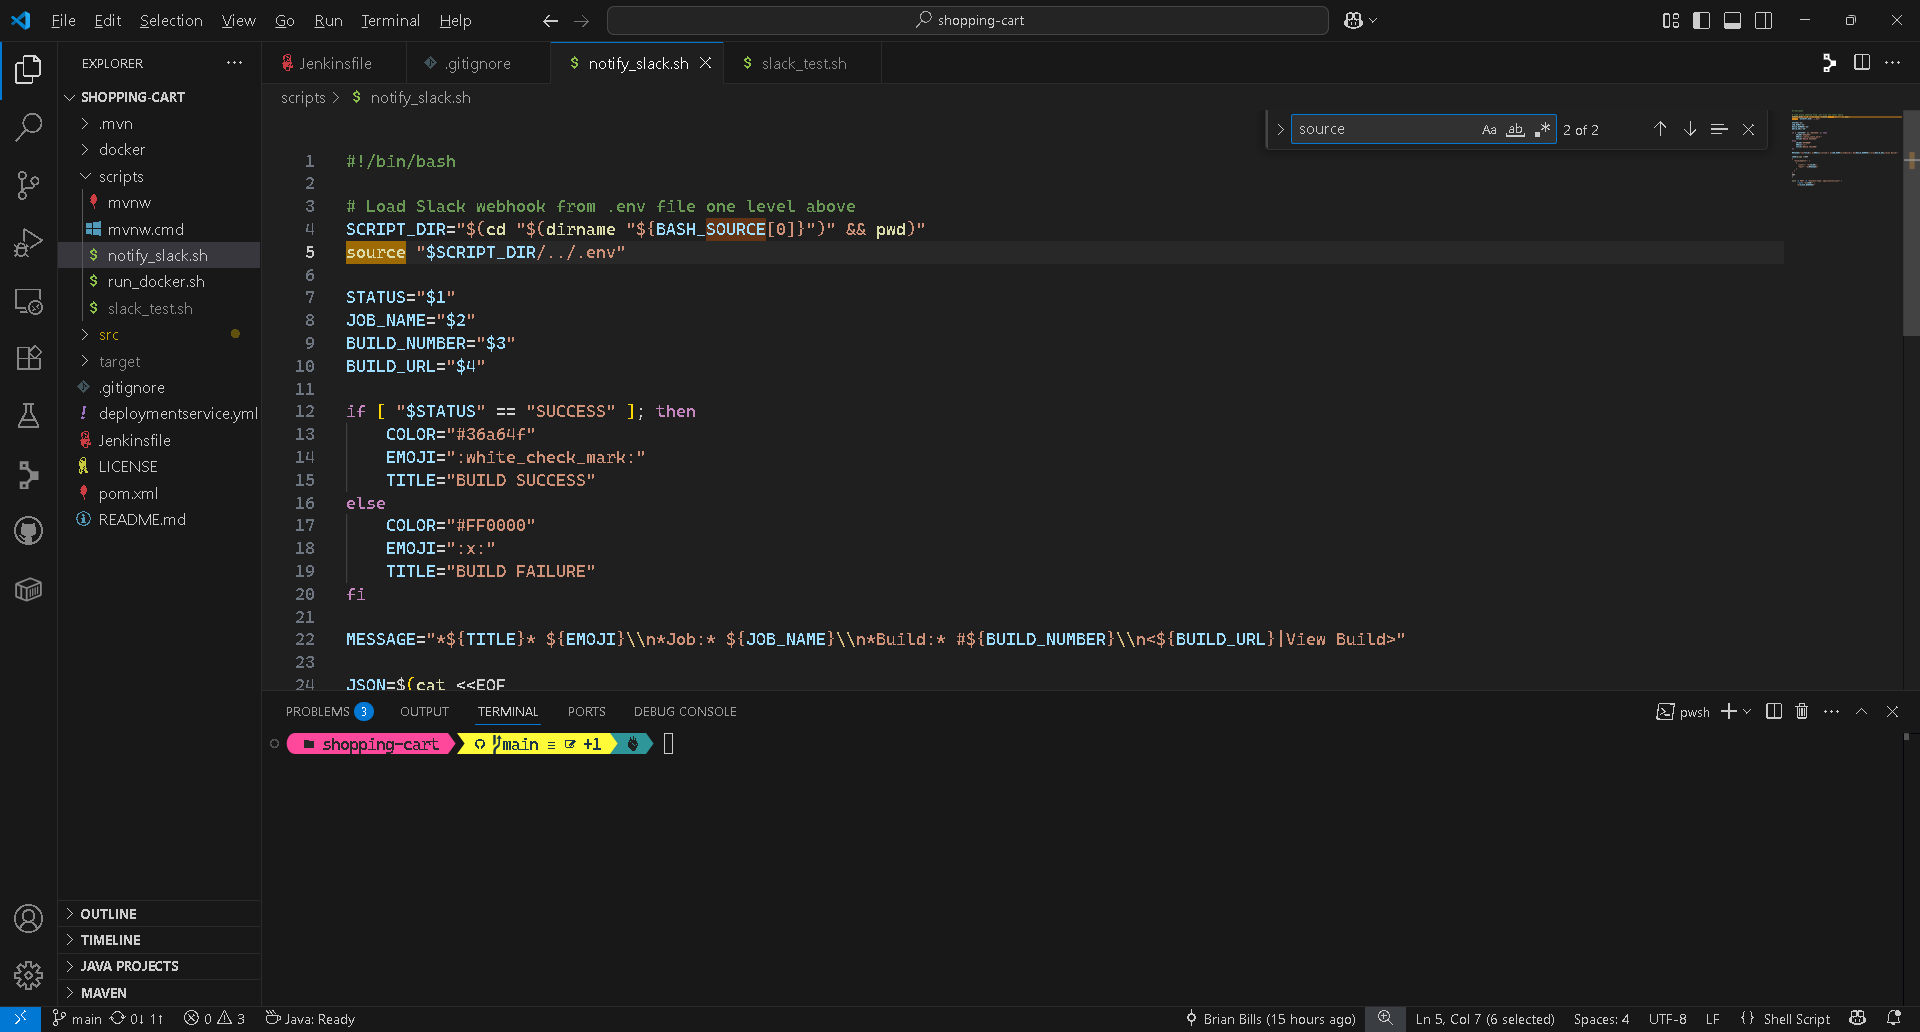 File Edit Selection View Go Run Terminal Help
shopping-cart
EXPLORER
SHOPPING-CART
.mvn
docker
scripts
mvnw
mvnw.cmd
notify_slack.sh
run_docker.sh
slack_test.sh
src
target
.gitignore
deploymentservice.yml
Jenkinsfile
LICENSE
pom.xml
README.md
OUTLINE
TIMELINE
JAVA PROJECTS
MAVEN
Jenkinsfile .gitignore notify_slack.sh slack_test.sh
scripts > notify_slack.sh
source Aa ab 2 of 2
1 #!/bin/bash
2
3 # Load Slack webhook from .env file one level above
4 SCRIPT_DIR="$(cd "$(dirname "${BASH_SOURCE[0]}")" && pwd)"
5 source "$SCRIPT_DIR/../.env"
6
7 STATUS="$1"
8 JOB_NAME="$2"
9 BUILD_NUMBER="$3"
10 BUILD_URL="$4"
11
12 if [ "$STATUS" == "SUCCESS" ]; then
13     COLOR="#36a64f"
14     EMOJI=":white_check_mark:"
15     TITLE="BUILD SUCCESS"
16 else
17     COLOR="#FF0000"
18     EMOJI=":x:"
19     TITLE="BUILD FAILURE"
20 fi
21
22 MESSAGE="*${TITLE}* ${EMOJI}\\n*Job:* ${JOB_NAME}\\n*Build:* #${BUILD_NUMBER}\\n<${BUILD_URL}|View Build>"
23
24 JSON=$(cat <<EOF
PROBLEMS 3 OUTPUT TERMINAL PORTS DEBUG CONSOLE
pwsh
shopping-cart main ≡ +1
main 0↓ 1↑ 0 3 Java: Ready
Brian Bills (15 hours ago) Ln 5, Col 7 (6 selected) Spaces: 4 UTF-8 LF {} Shell Script